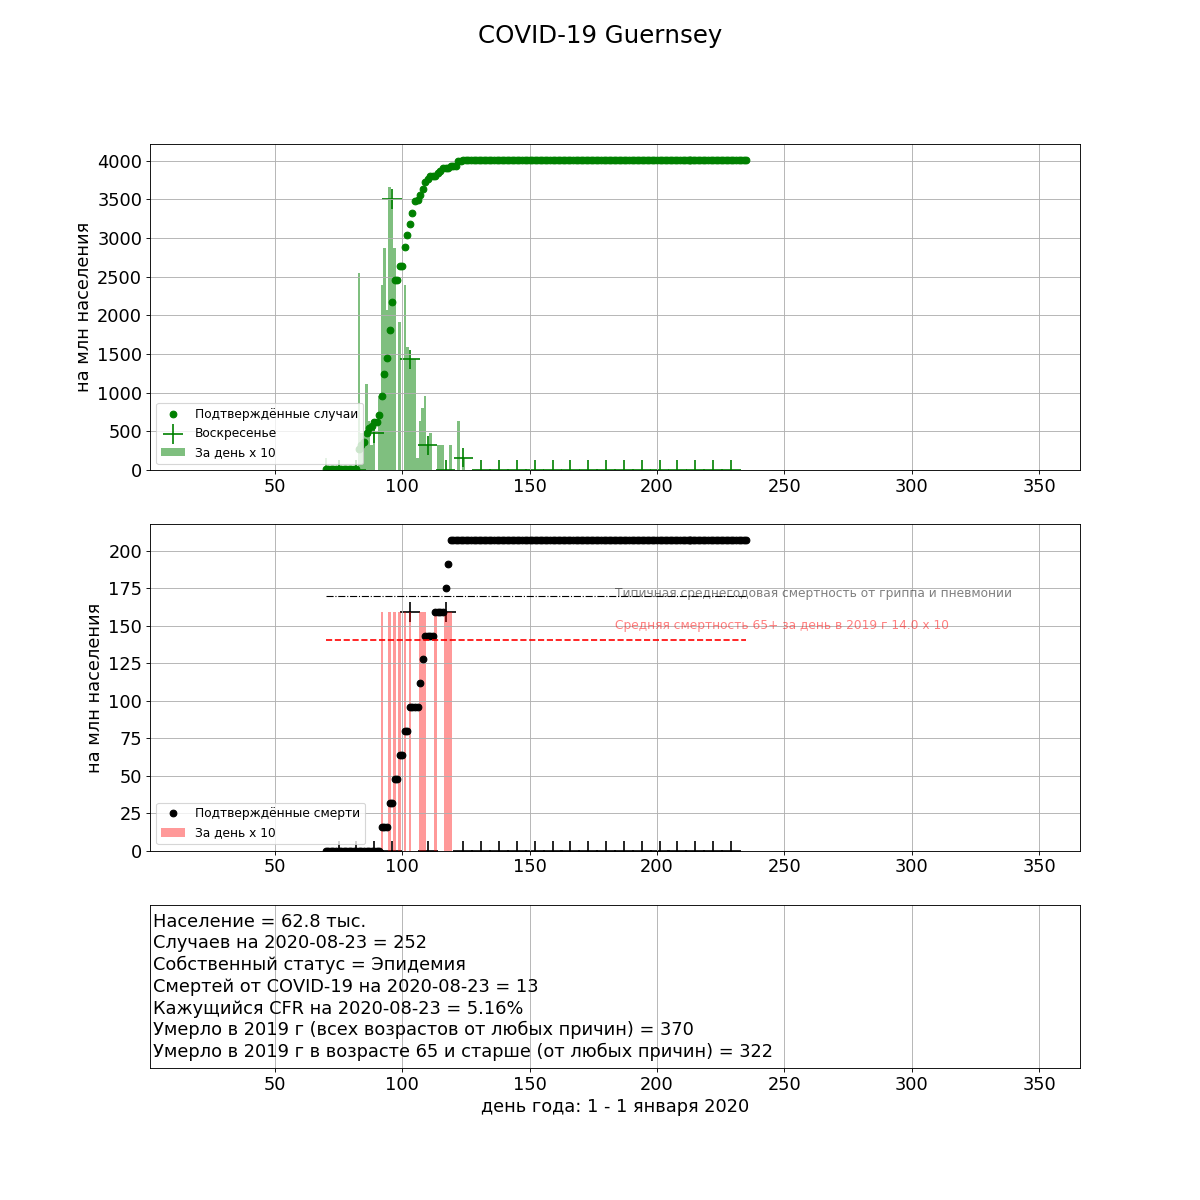 COVID-19 Guernsey
на млн населения
4000
3500
3000
2500
2000
1500
1000
500
0
Подтверждённые случаи
Воскресенье
За день x 10
50 100 150 200 250 300 350
на млн населения
200
175
150
125
100
75
50
25
0
Типичная среднегодовая смертность от гриппа и пневмонии
Средняя смертность 65+ за день в 2019 г 14.0 x 10
Подтверждённые смерти
За день x 10
50 100 150 200 250 300 350
Население = 62.8 тыс.
Случаев на 2020-08-23 = 252
Собственный статус = Эпидемия
Смертей от COVID-19 на 2020-08-23 = 13
Кажущийся CFR на 2020-08-23 = 5.16%
Умерло в 2019 г (всех возрастов от любых причин) = 370
Умерло в 2019 г в возрасте 65 и старше (от любых причин) = 322
50 100 150 200 250 300 350
день года: 1 - 1 января 2020